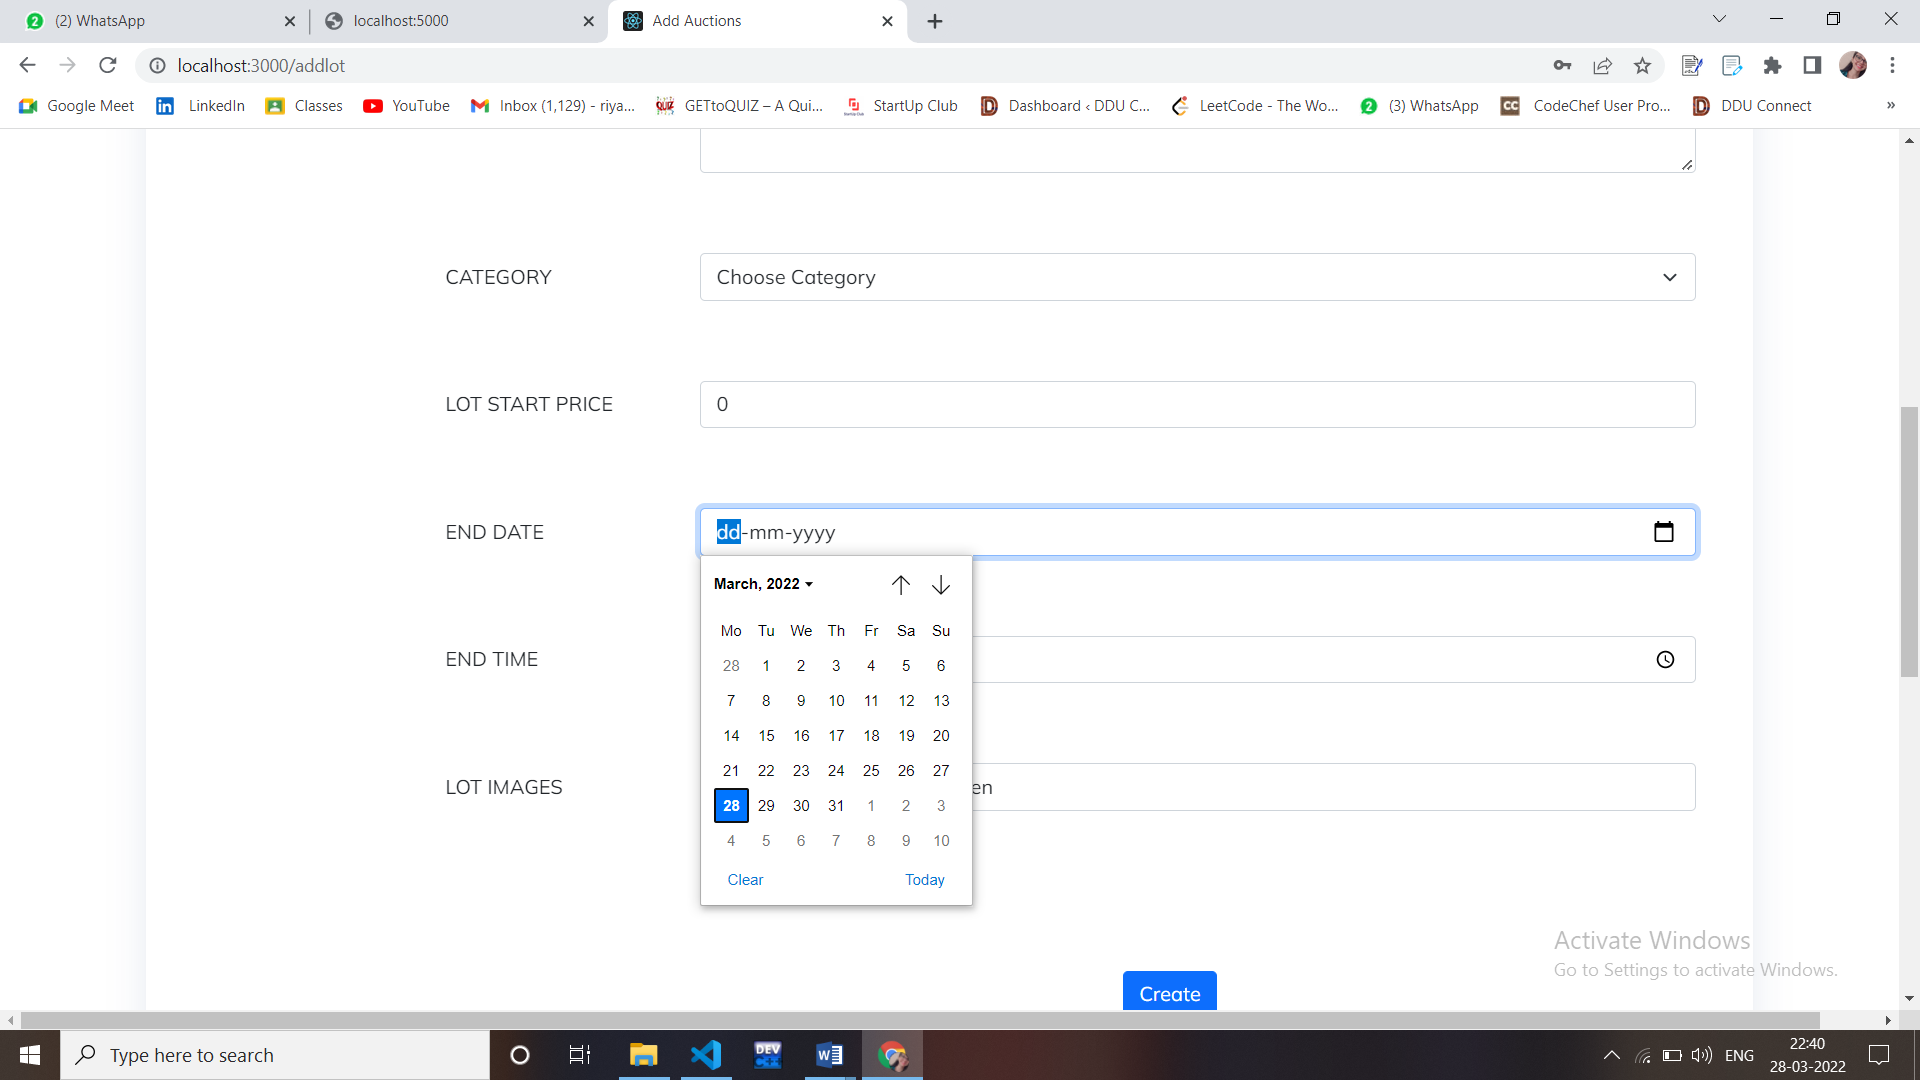 (2) WhatsApp
localhost:5000
Add Auctions
localhost:3000/addlot
Google Meet
LinkedIn
Classes
YouTube
Inbox (1,129) - riya...
GETtoQUIZ – A Qui...
StartUp Club
Dashboard ‹ DDU C...
LeetCode - The Wo...
(3) WhatsApp
CodeChef User Pro...
DDU Connect
»
CATEGORY
Choose Category
LOT START PRICE
0
END DATE
dd-mm-yyyy
March, 2022
Mo Tu We Th Fr Sa Su
28 1 2 3 4 5 6
7 8 9 10 11 12 13
14 15 16 17 18 19 20
21 22 23 24 25 26 27
28 29 30 31 1 2 3
4 5 6 7 8 9 10
Clear Today
END TIME
LOT IMAGES
en
Create
Activate Windows
Go to Settings to activate Windows.
Type here to search
DEV
C++
ENG
22:40
28-03-2022